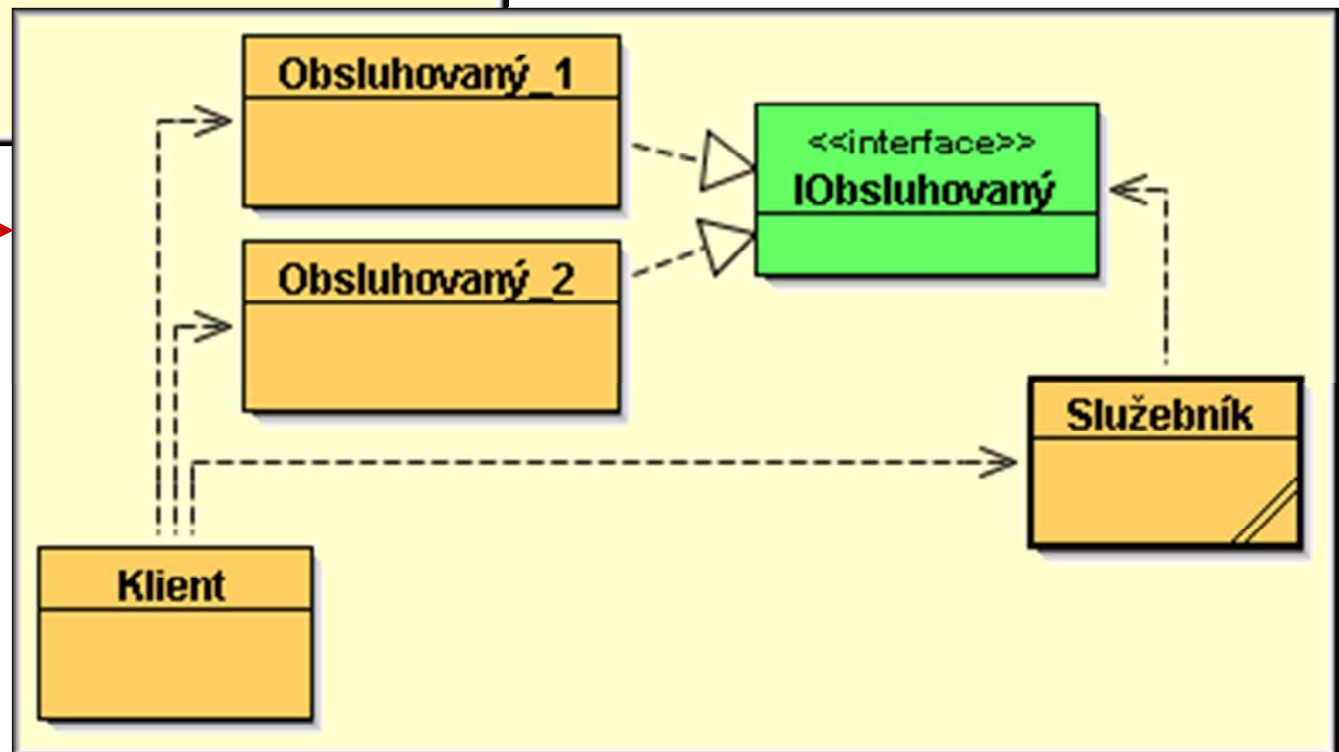 Obsluhovaný_1
<<interface>>
IObsluhovaný
Obsluhovaný_2
Služebník
Klient